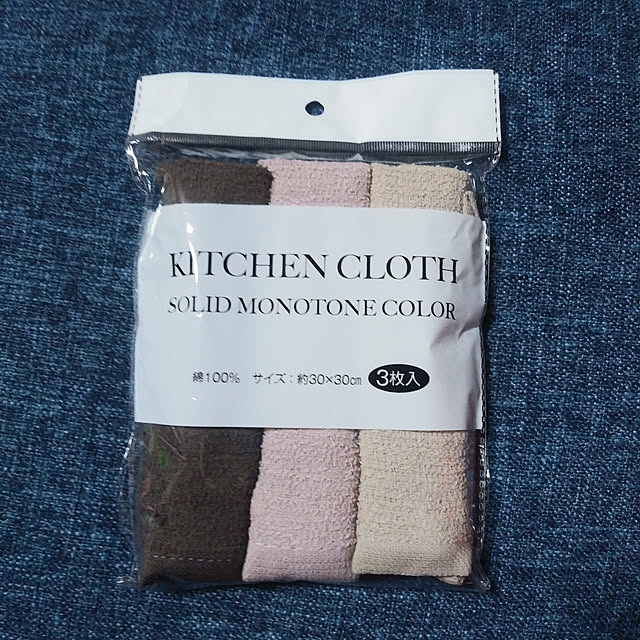 KITCHEN CLOTH
SOLID MONOTONE COLOR
綿100% サイズ：約30×30㎝ 3枚入